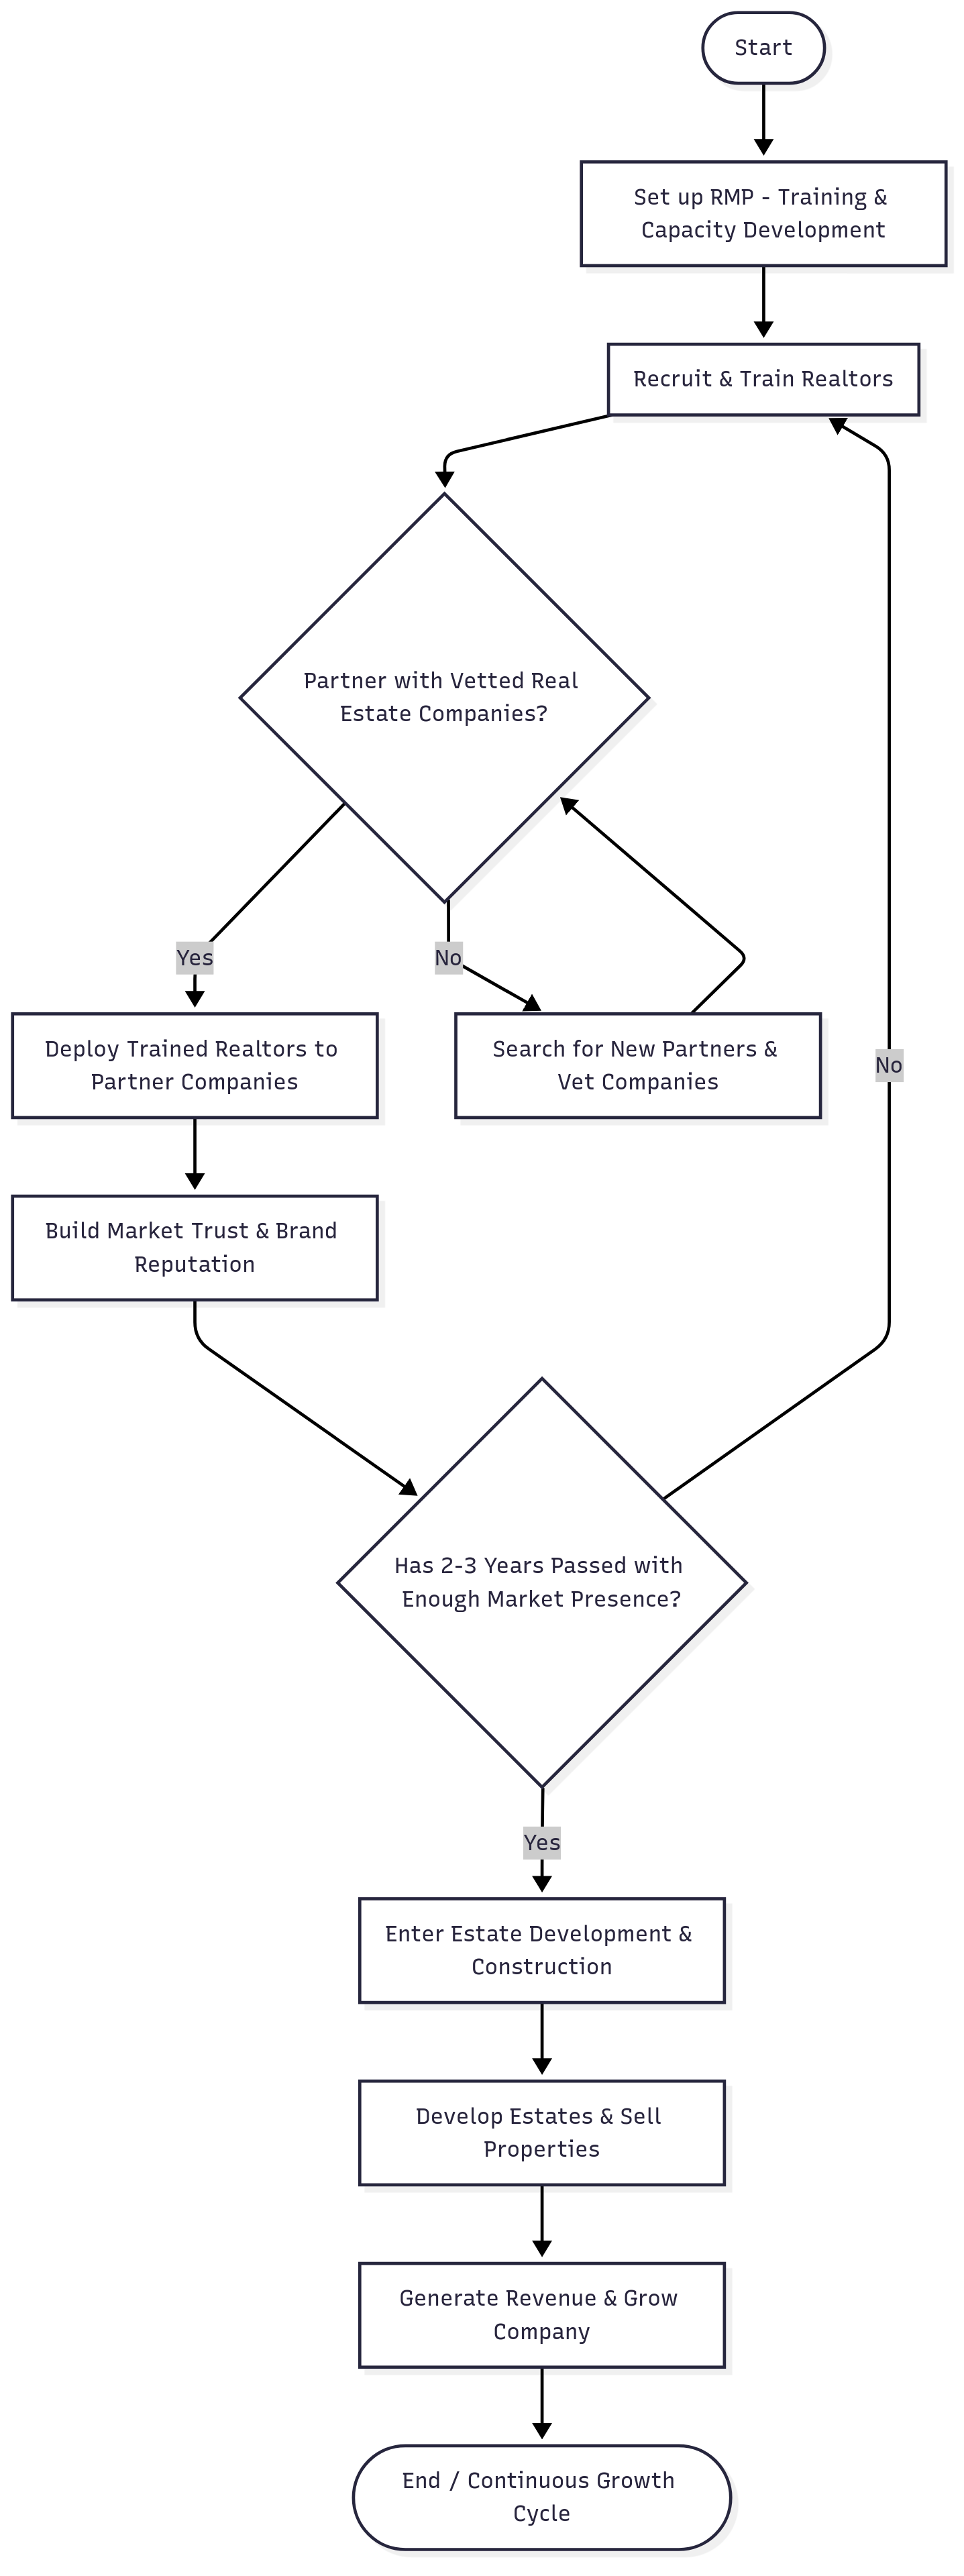 Start
Set up RMP - Training &
Capacity Development
Recruit & Train Realtors
Partner with Vetted Real
Estate Companies?
Yes
No
Deploy Trained Realtors to
Partner Companies
Search for New Partners &
Vet Companies
No
Build Market Trust & Brand
Reputation
Has 2-3 Years Passed with
Enough Market Presence?
Yes
Enter Estate Development &
Construction
Develop Estates & Sell
Properties
Generate Revenue & Grow
Company
End / Continuous Growth
Cycle